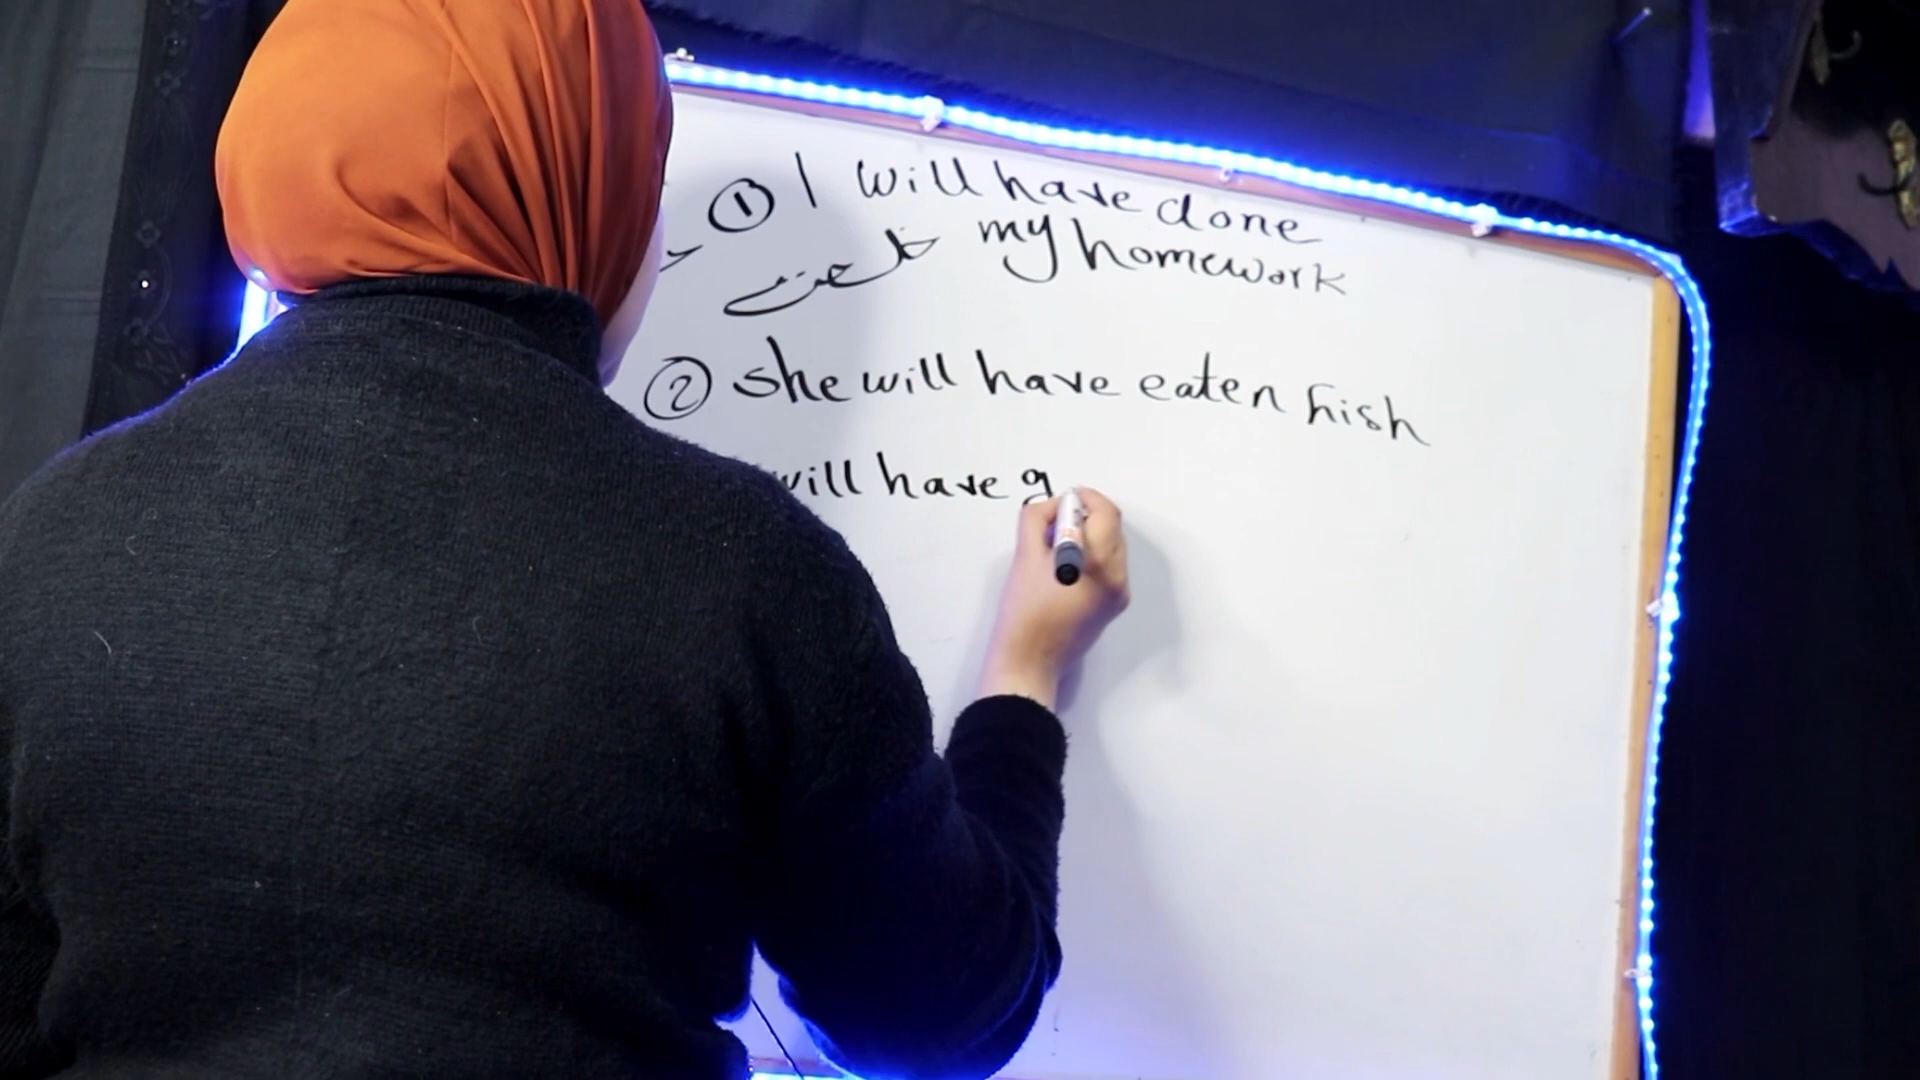 ① I will have done
my homework
② she will have eaten fish
will have g